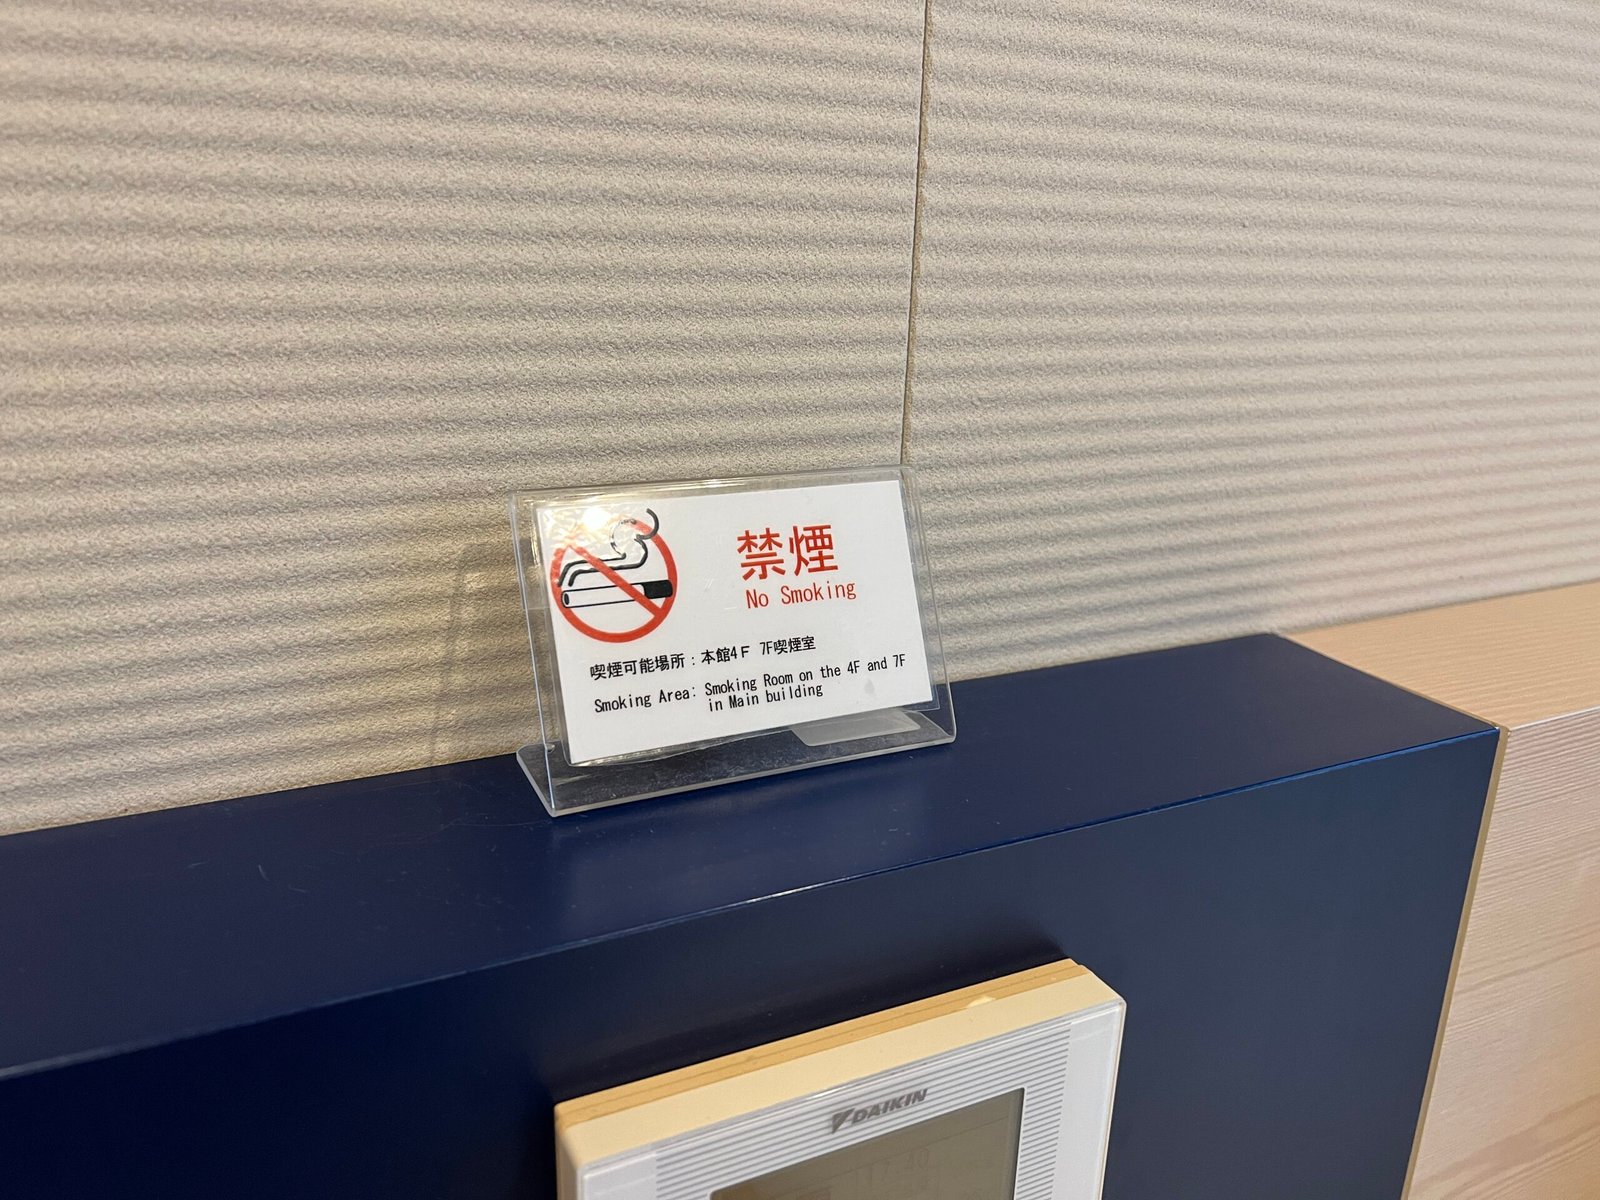 禁煙
No Smoking
喫煙可能場所：本館4Ｆ 7F喫煙室
Smoking Area: Smoking Room on the 4F and 7F
in Main building
DAIKIN